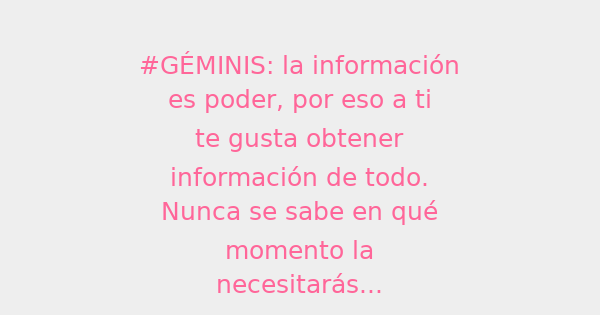 #GÉMINIS: la información
es poder, por eso a ti
te gusta obtener
información de todo.
Nunca se sabe en qué
momento la
necesitarás...